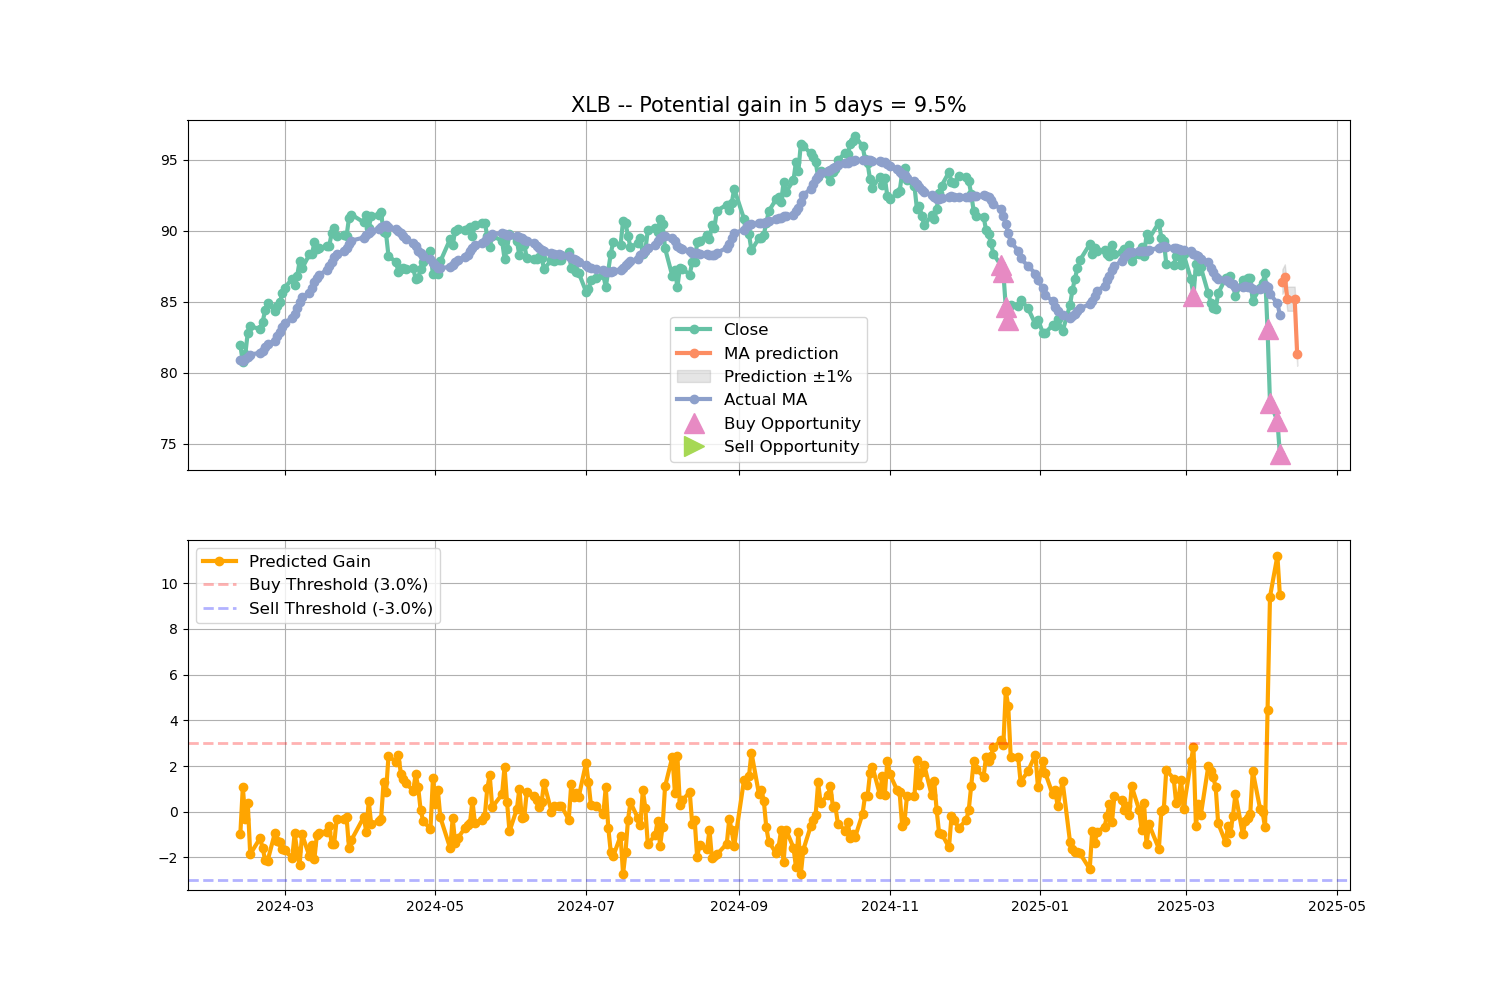 XLB -- Potential gain in 5 days = 9.5%
95
90
85
80
75
Close
MA prediction
Prediction ±1%
Actual MA
Buy Opportunity
Sell Opportunity
Predicted Gain
Buy Threshold (3.0%)
Sell Threshold (-3.0%)
10
8
6
4
2
0
−2
2024-03 2024-05 2024-07 2024-09 2024-11 2025-01 2025-03 2025-05